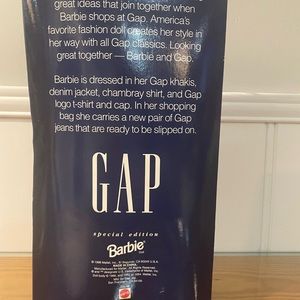 great ideas that join together when
Barbie shops at Gap. America's
favorite fashion doll creates her style in
her way with all Gap classics. Looking
great together — Barbie and Gap.
Barbie is dressed in her Gap khakis,
denim jacket, chambray shirt, and Gap
logo t-shirt and cap. In her shopping
bag she carries a new pair of Gap
jeans that are ready to be slipped on.
GAP
special edition
Barbie